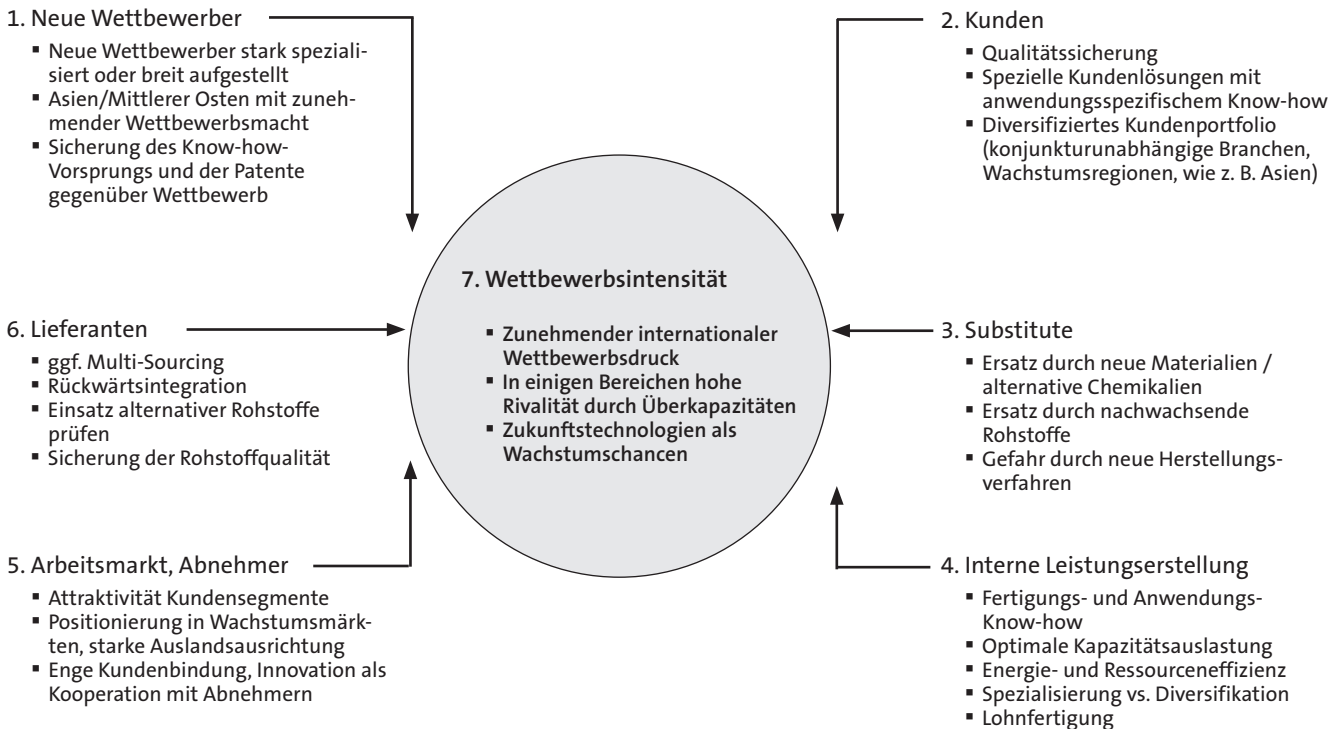 1. Neue Wettbewerber
▪ Neue Wettbewerber stark speziali-
siert oder breit aufgestellt
▪ Asien/Mittlerer Osten mit zuneh-
mender Wettbewerbsmacht
▪ Sicherung des Know-how-
Vorsprungs und der Patente
gegenüber Wettbewerb
2. Kunden
▪ Qualitätssicherung
▪ Spezielle Kundenlösungen mit
anwendungsspezifischem Know-how
▪ Diversifiziertes Kundenportfolio
(konjunkturunabhängige Branchen,
Wachstumsregionen, wie z. B. Asien)
7. Wettbewerbsintensität
▪ Zunehmender internationaler
Wettbewerbsdruck
▪ In einigen Bereichen hohe
Rivalität durch Überkapazitäten
▪ Zukunftstechnologien als
Wachstumschancen
6. Lieferanten
▪ ggf. Multi-Sourcing
▪ Rückwärtsintegration
▪ Einsatz alternativer Rohstoffe
prüfen
▪ Sicherung der Rohstoffqualität
3. Substitute
▪ Ersatz durch neue Materialien /
alternative Chemikalien
▪ Ersatz durch nachwachsende
Rohstoffe
▪ Gefahr durch neue Herstellungs-
verfahren
5. Arbeitsmarkt, Abnehmer
▪ Attraktivität Kundensegmente
▪ Positionierung in Wachstumsmärk-
ten, starke Auslandsausrichtung
▪ Enge Kundenbindung, Innovation als
Kooperation mit Abnehmern
4. Interne Leistungserstellung
▪ Fertigungs- und Anwendungs-
Know-how
▪ Optimale Kapazitätsauslastung
▪ Energie- und Ressourceneffizienz
▪ Spezialisierung vs. Diversifikation
▪ Lohnfertigung